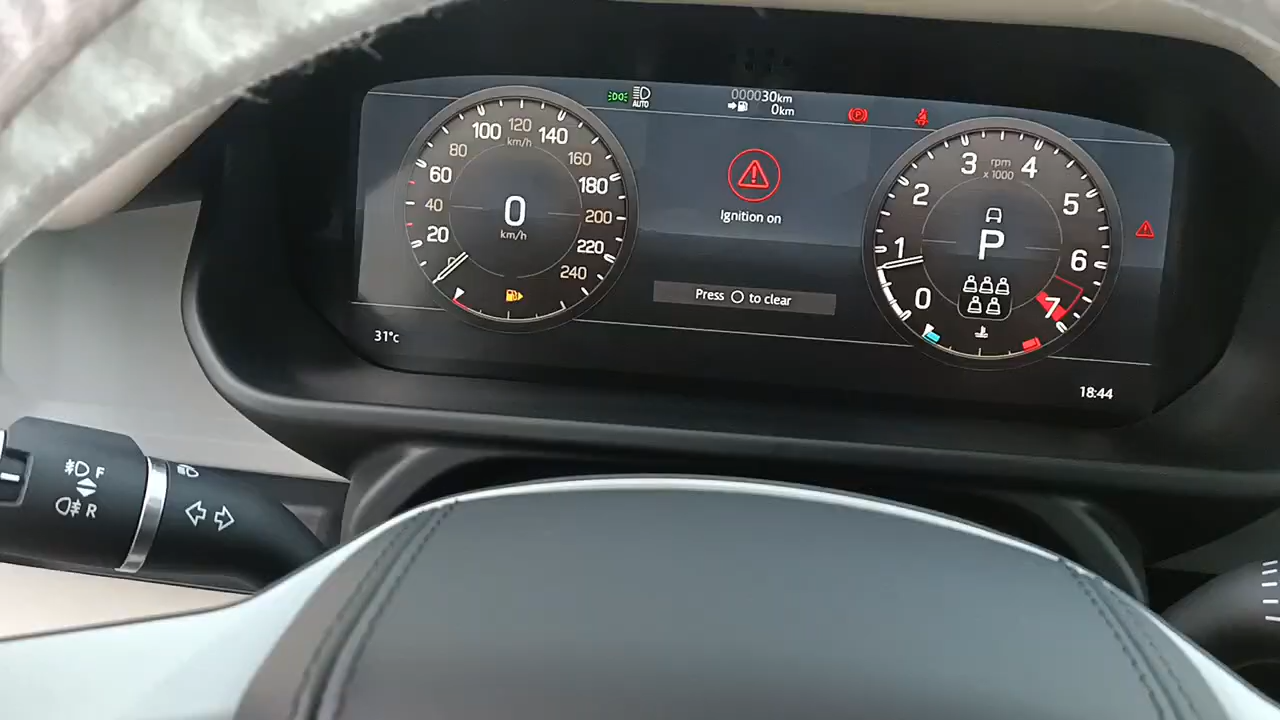 AUTO
000030km
0km
20
40
60
80
100
120
km/h
140
160
180
200
220
240
0
km/h
Ignition on
Press ○ to clear
0
1
2
3
rpm
x 1000
4
5
6
7
P
31°c
18:44
F
R